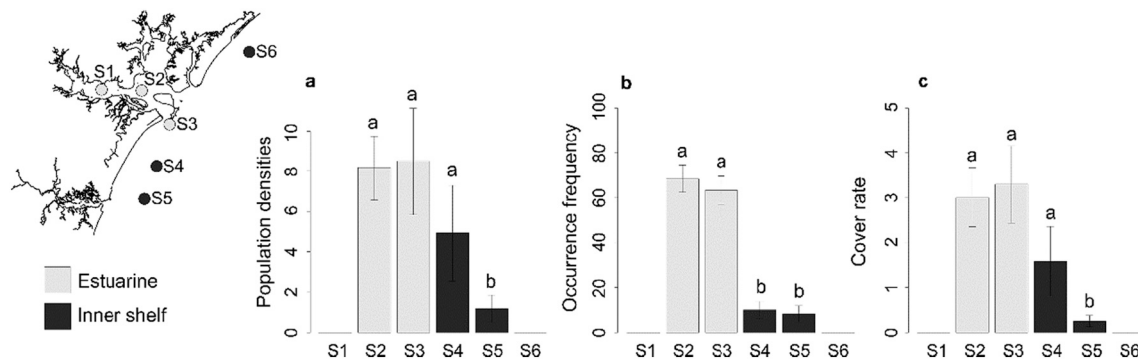 S6
S1
S2
S3
S4
S5
Estuarine
Inner shelf
a
Population densities
10
8
6
4
2
0
a
a
a
b
S1 S2 S3 S4 S5 S6
b
Occurrence frequency
100
80
60
40
20
0
a
a
b
b
S1 S2 S3 S4 S5 S6
c
Cover rate
5
4
3
2
1
0
a
a
a
b
S1 S2 S3 S4 S5 S6